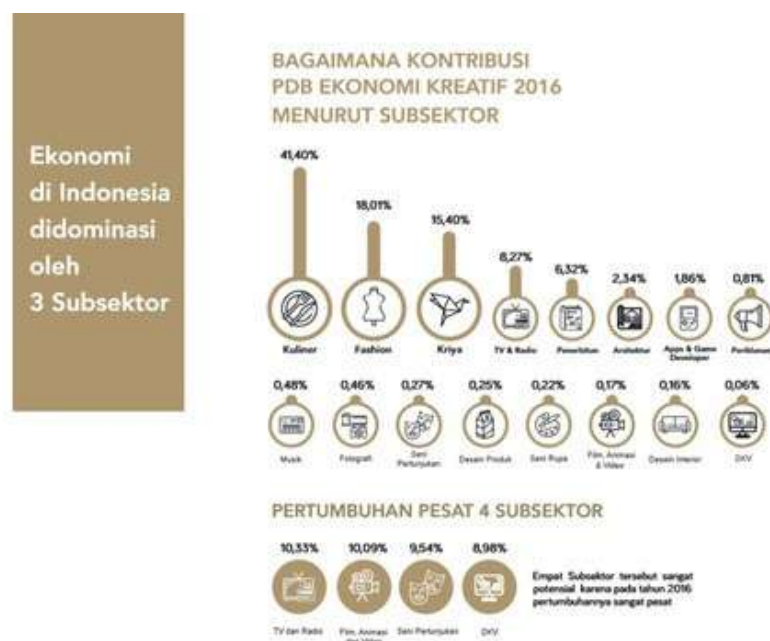 Ekonomi
di Indonesia
didominasi
oleh
3 Subsektor
BAGAIMANA KONTRIBUSI
PDB EKONOMI KREATIF 2016
MENURUT SUBSEKTOR
41,40%
18,01%
15,40%
8,27%
6,32%
2,34%
1,86%
0,81%
Kuliner
Fashion
Kriya
TV & Radio
Penerbitan
Arsitektur
Apps & Game
Developer
Periklanan
0,48%
0,46%
0,27%
0,25%
0,22%
0,17%
0,16%
0,06%
Musik
Fotografi
Seni
Pertunjukan
Desain Produk
Seni Rupa
Film, Animasi
& Video
Desain Interior
DKV
PERTUMBUHAN PESAT 4 SUBSEKTOR
10,33%
10,09%
9,54%
8,98%
Empat Subsektor tersebut sangat
potensial karena pada tahun 2016
pertumbuhannya sangat pesat
TV dan Radio
Film, Animasi
dan Video
Seni Pertunjukan
DKV